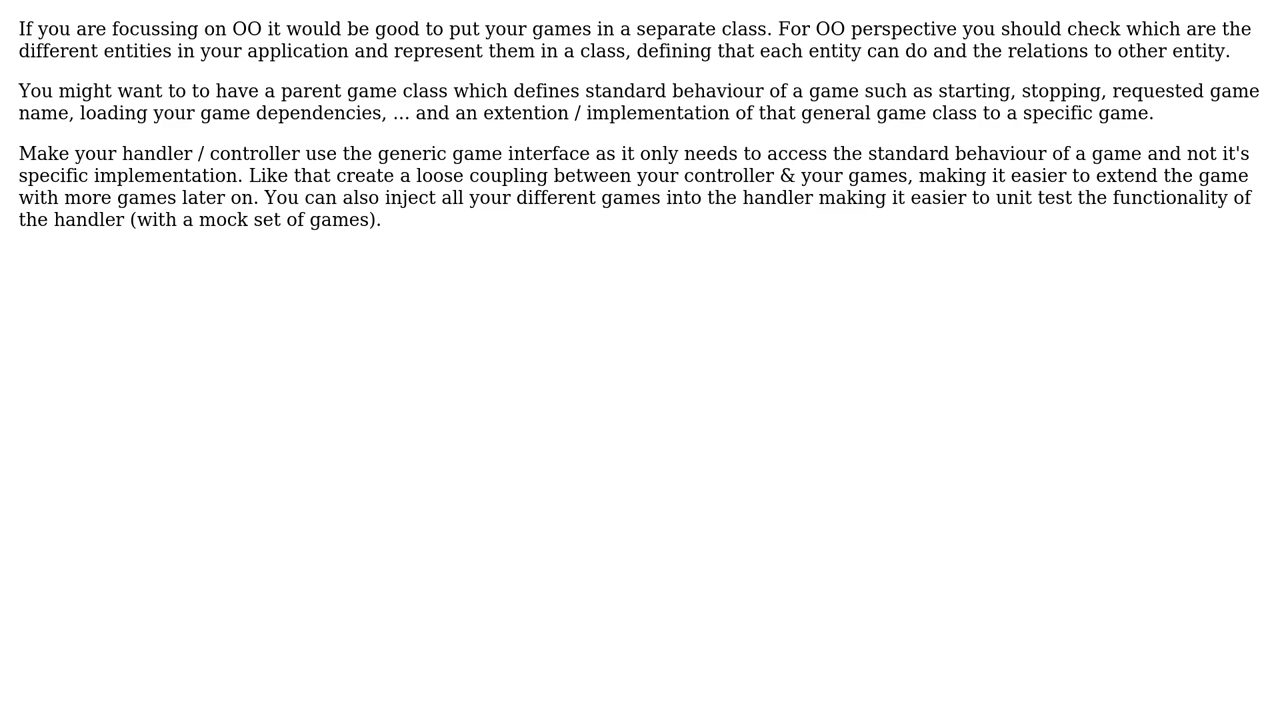 If you are focussing on OO it would be good to put your games in a separate class. For OO perspective you should check which are the
different entities in your application and represent them in a class, defining that each entity can do and the relations to other entity.
You might want to to have a parent game class which defines standard behaviour of a game such as starting, stopping, requested game
name, loading your game dependencies, ... and an extention / implementation of that general game class to a specific game.
Make your handler / controller use the generic game interface as it only needs to access the standard behaviour of a game and not it's
specific implementation. Like that create a loose coupling between your controller & your games, making it easier to extend the game
with more games later on. You can also inject all your different games into the handler making it easier to unit test the functionality of
the handler (with a mock set of games).